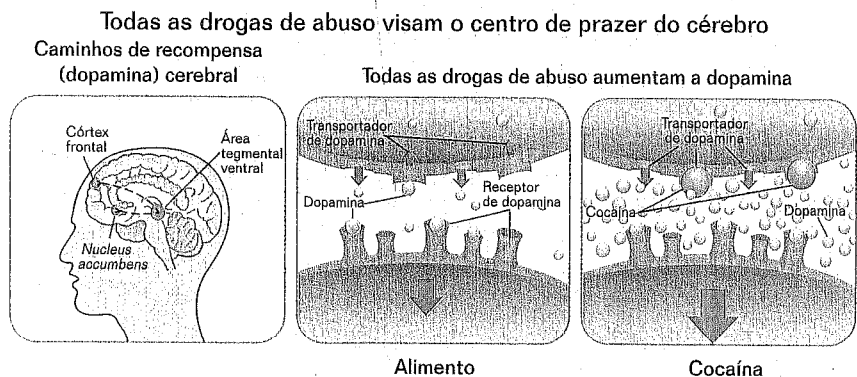 Todas as drogas de abuso visam o centro de prazer do cérebro
Caminhos de recompensa
(dopamina) cerebral
Todas as drogas de abuso aumentam a dopamina
Córtex
frontal
Área
tegmental
ventral
Nucleus
accumbens
Transportador
de dopamina
Dopamina
Receptor
de dopamina
Alimento
Transportador
de dopamina
Cocaína
Dopamina
Cocaína